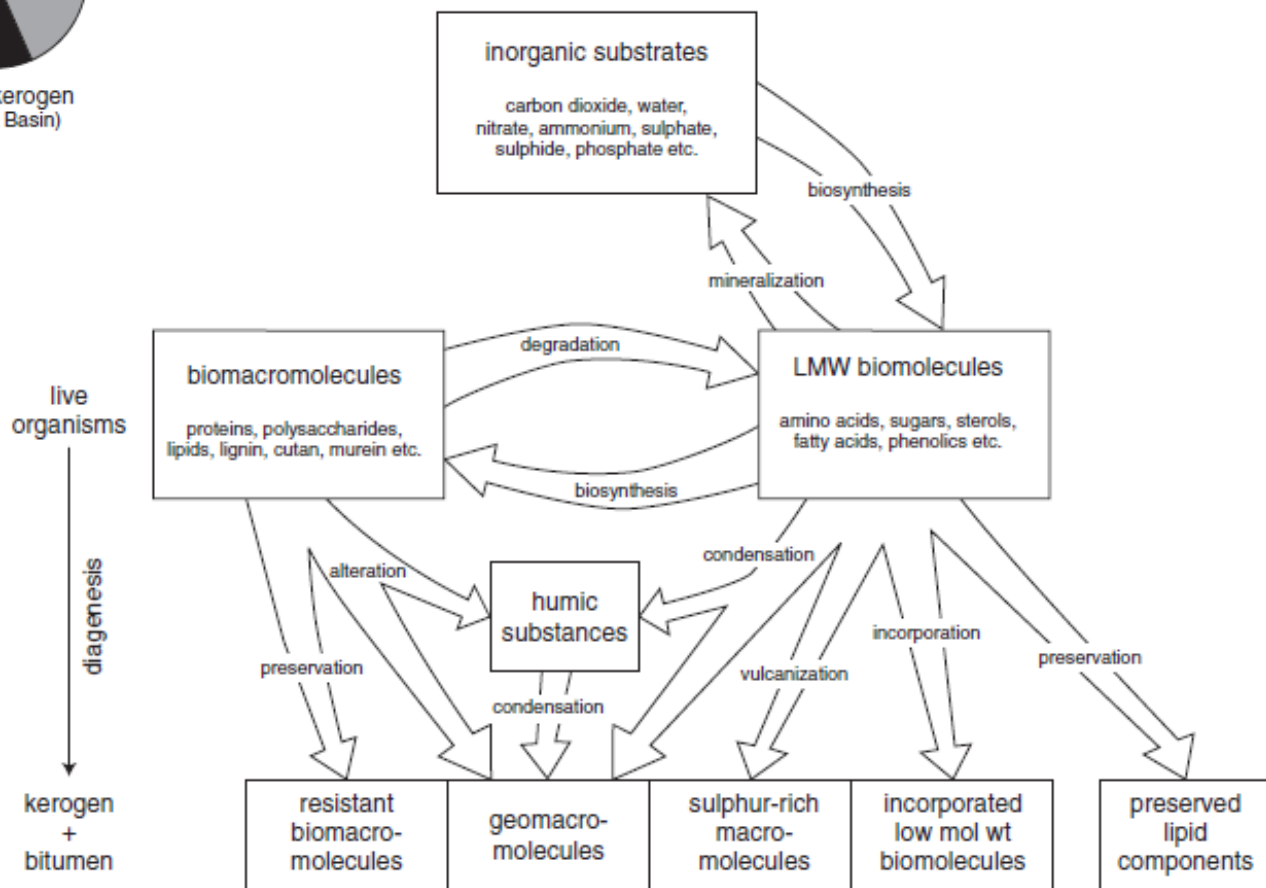 kerogen
Basin)
inorganic substrates
carbon dioxide, water,
nitrate, ammonium, sulphate,
sulphide, phosphate etc.
biosynthesis
mineralization
live
organisms
biomacromolecules
proteins, polysaccharides,
lipids, lignin, cutan, murein etc.
degradation
biosynthesis
LMW biomolecules
amino acids, sugars, sterols,
fatty acids, phenolics etc.
diagenesis
alteration
humic
substances
condensation
preservation
condensation
vulcanization
incorporation
preservation
kerogen
+
bitumen
resistant
biomacro-
molecules
geomacro-
molecules
sulphur-rich
macro-
molecules
incorporated
low mol wt
biomolecules
preserved
lipid
components